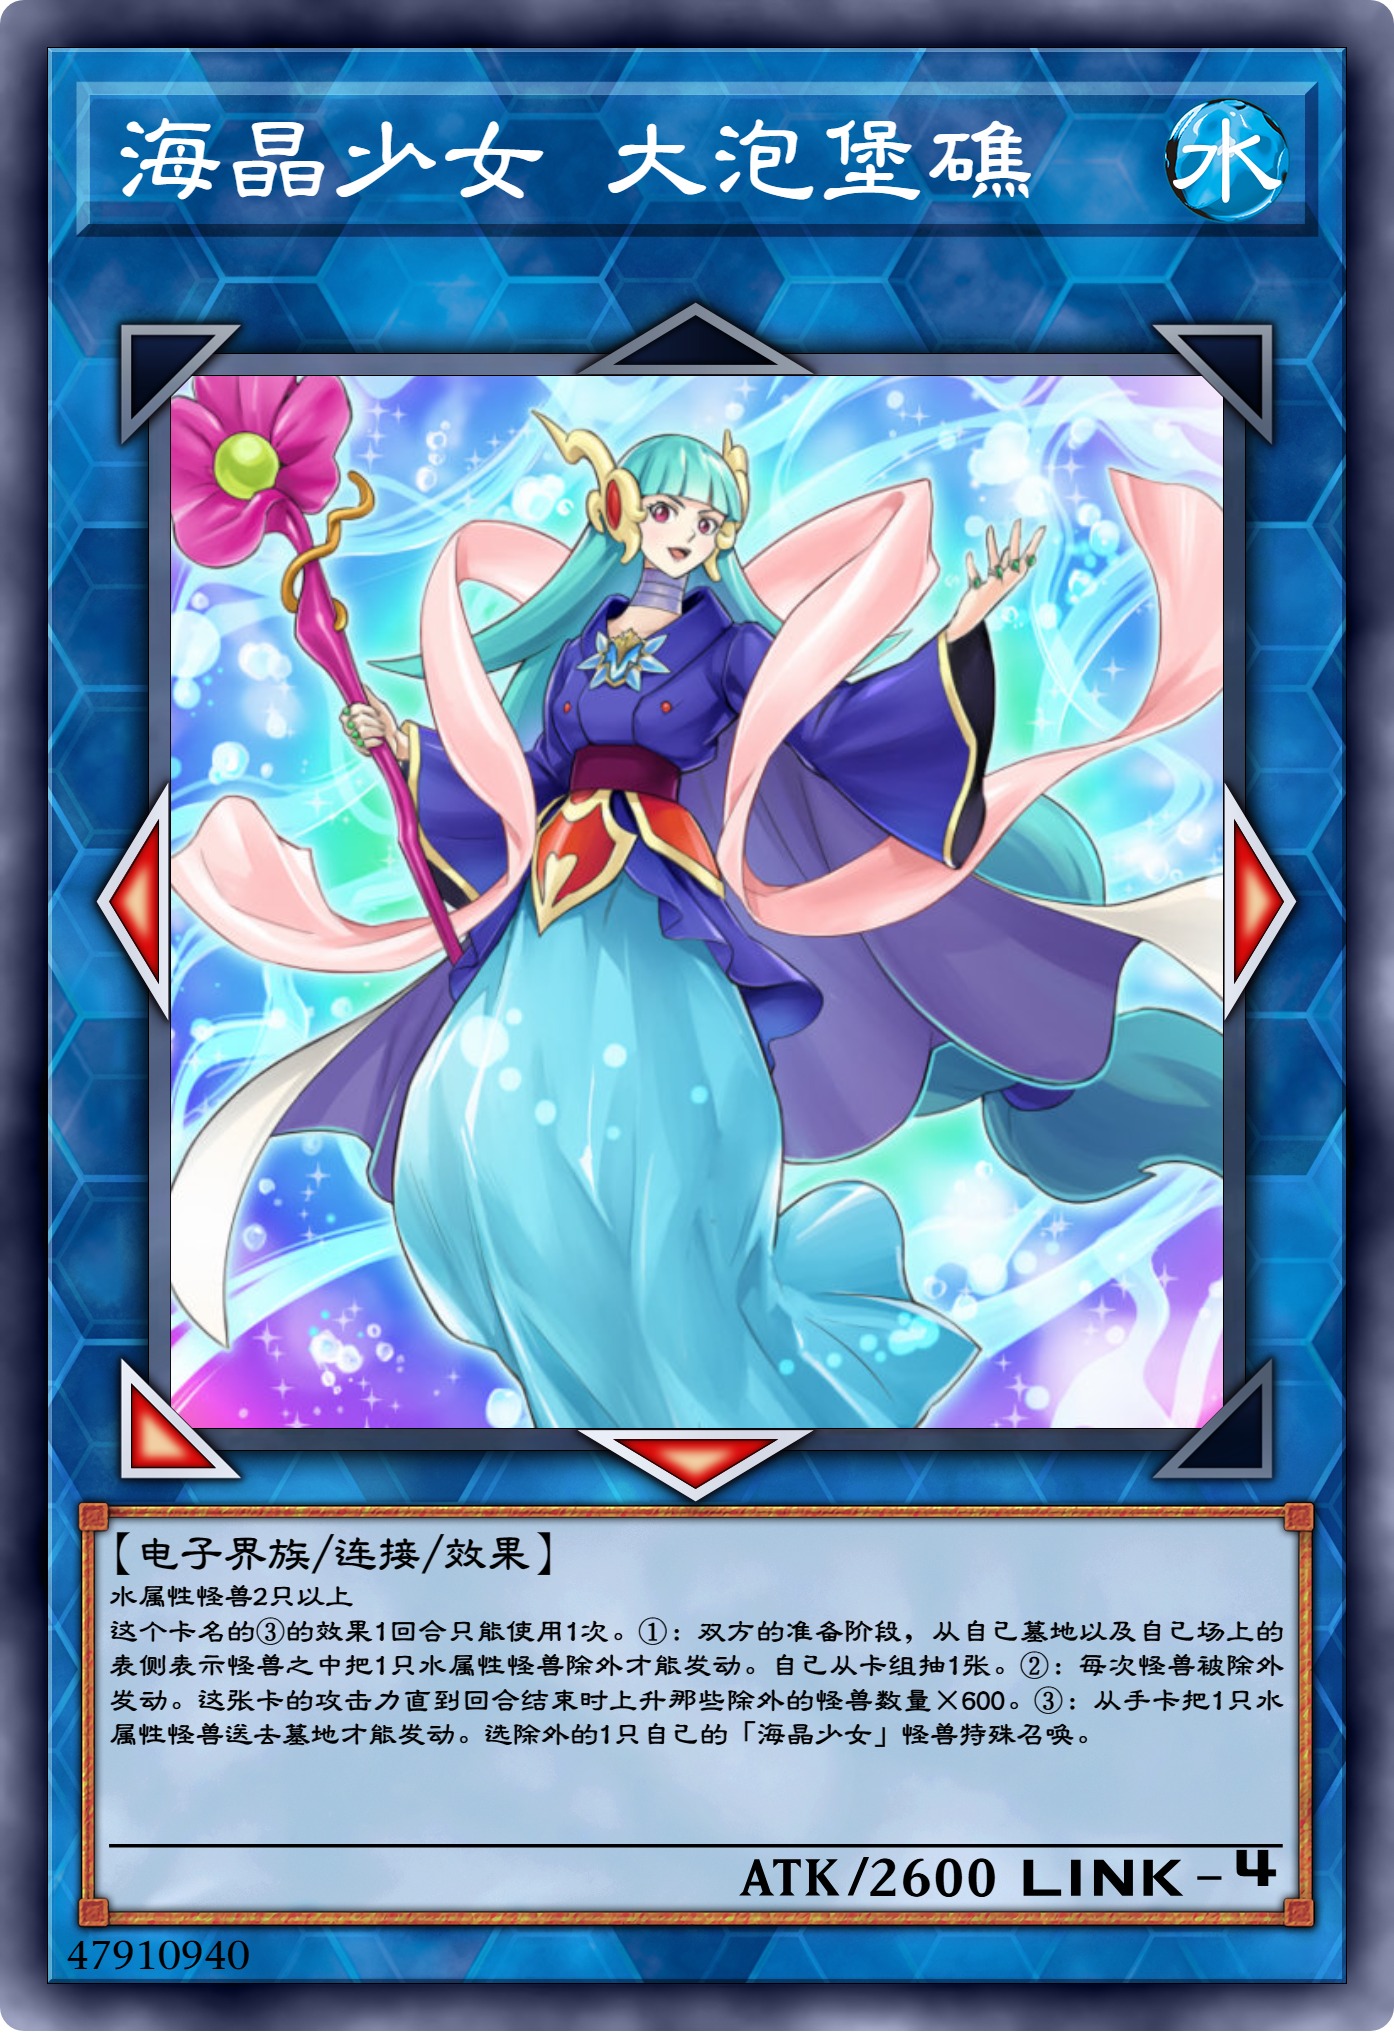 海晶少女 大泡堡礁 水
【电子界族/连接/效果】
水属性怪兽2只以上
这个卡名的③的效果1回合只能使用1次。①：双方的准备阶段，从自己墓地以及自己场上的
表侧表示怪兽之中把1只水属性怪兽除外才能发动。自己从卡组抽1张。②：每次怪兽被除外
发动。这张卡的攻击力直到回合结束时上升那些除外的怪兽数量×600。③：从手卡把1只水
属性怪兽送去墓地才能发动。选除外的1只自己的「海晶少女」怪兽特殊召唤。
ATK/2600 LINK-4
47910940